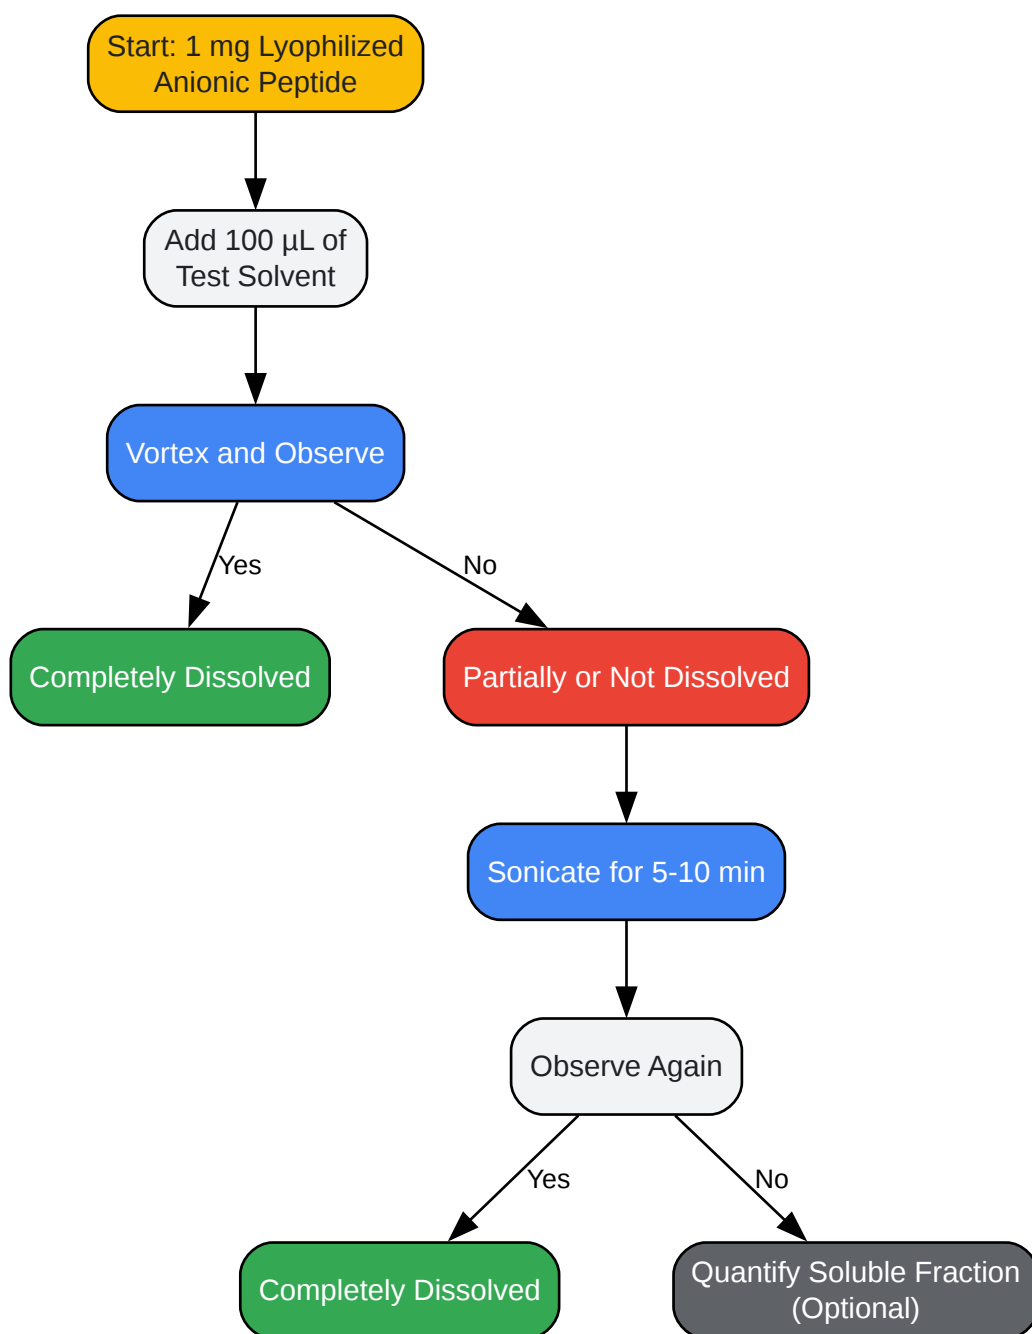 Start: 1 mg Lyophilized
Anionic Peptide
Add 100 µL of
Test Solvent
Vortex and Observe
Yes
No
Completely Dissolved
Partially or Not Dissolved
Sonicate for 5-10 min
Observe Again
Yes
No
Completely Dissolved
Quantify Soluble Fraction
(Optional)